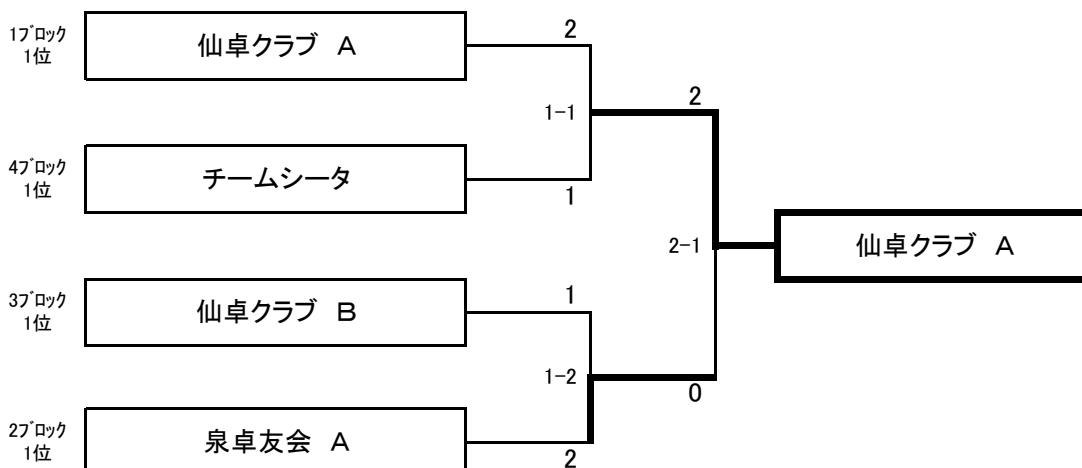 1ブロック
1位
仙卓クラブ A
2
1-1
2
4ブロック
1位
チームシータ
1
2-1
仙卓クラブ A
3ブロック
1位
仙卓クラブ B
1
1-2
0
2ブロック
1位
泉卓友会 A
2